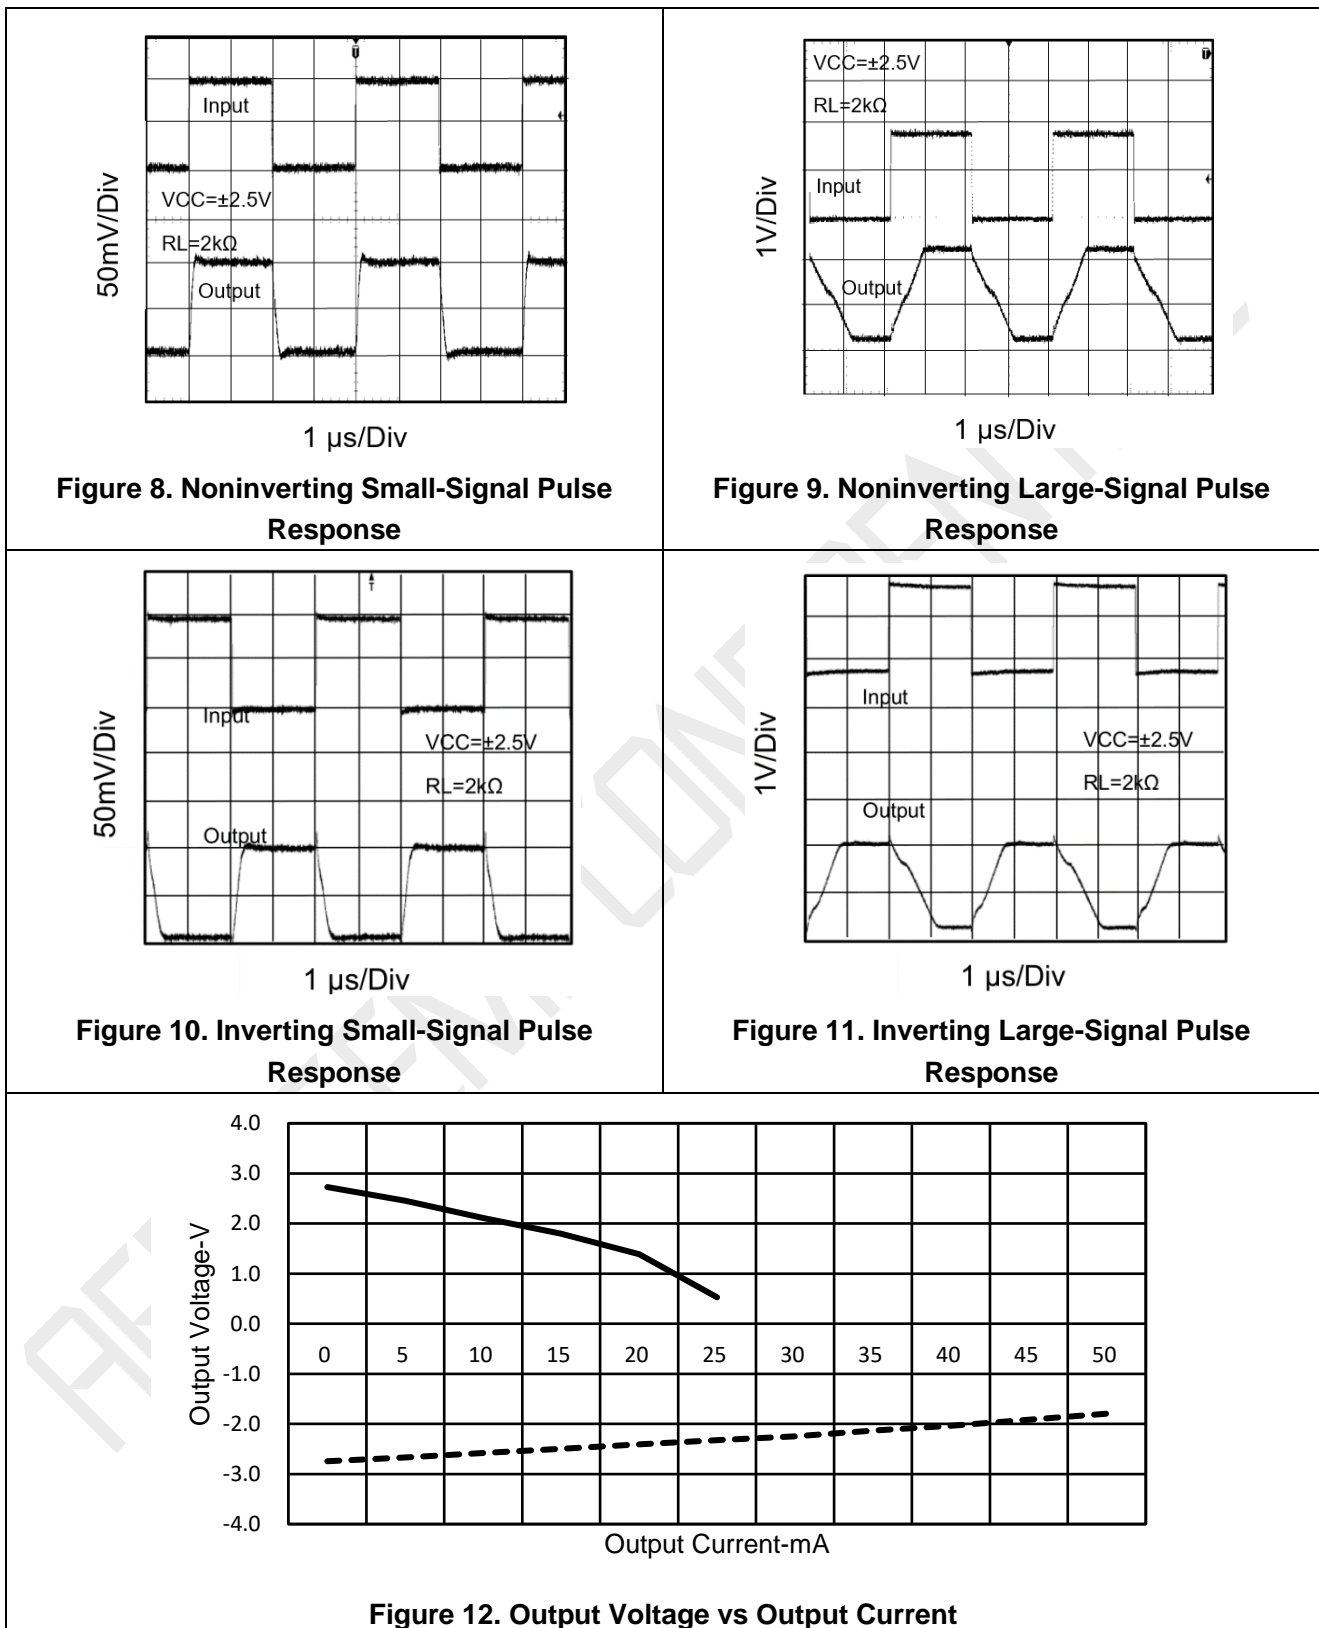 Input
VCC=±2.5V
RL=2kΩ
Output
50mV/Div
1 µs/Div
Figure 8. Noninverting Small-Signal Pulse
Response
VCC=±2.5V
RL=2kΩ
Input
Output
1V/Div
1 µs/Div
Figure 9. Noninverting Large-Signal Pulse
Response
T
Input
VCC=±2.5V
RL=2kΩ
Output
50mV/Div
1 µs/Div
Figure 10. Inverting Small-Signal Pulse
Response
Input
VCC=±2.5V
RL=2kΩ
Output
1V/Div
1 µs/Div
Figure 11. Inverting Large-Signal Pulse
Response
4.0
3.0
2.0
1.0
0.0
-1.0
-2.0
-3.0
-4.0
Output Voltage-V
0 5 10 15 20 25 30 35 40 45 50
Output Current-mA
Figure 12. Output Voltage vs Output Current